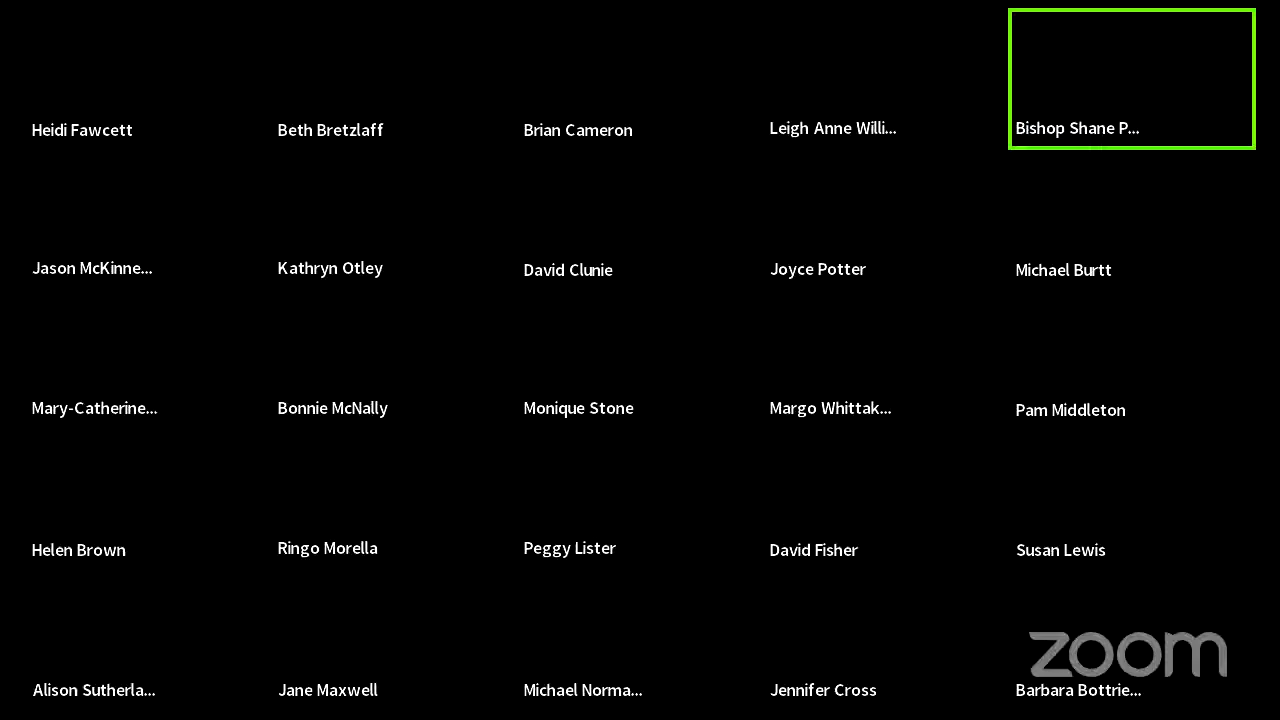 Heidi Fawcett
Beth Bretzlaff
Brian Cameron
Leigh Anne Willi...
Bishop Shane P...
Jason McKinne...
Kathryn Otley
David Clunie
Joyce Potter
Michael Burtt
Mary-Catherine...
Bonnie McNally
Monique Stone
Margo Whittak...
Pam Middleton
Helen Brown
Ringo Morella
Peggy Lister
David Fisher
Susan Lewis
zoom
Alison Sutherla...
Jane Maxwell
Michael Norma...
Jennifer Cross
Barbara Bottrie...